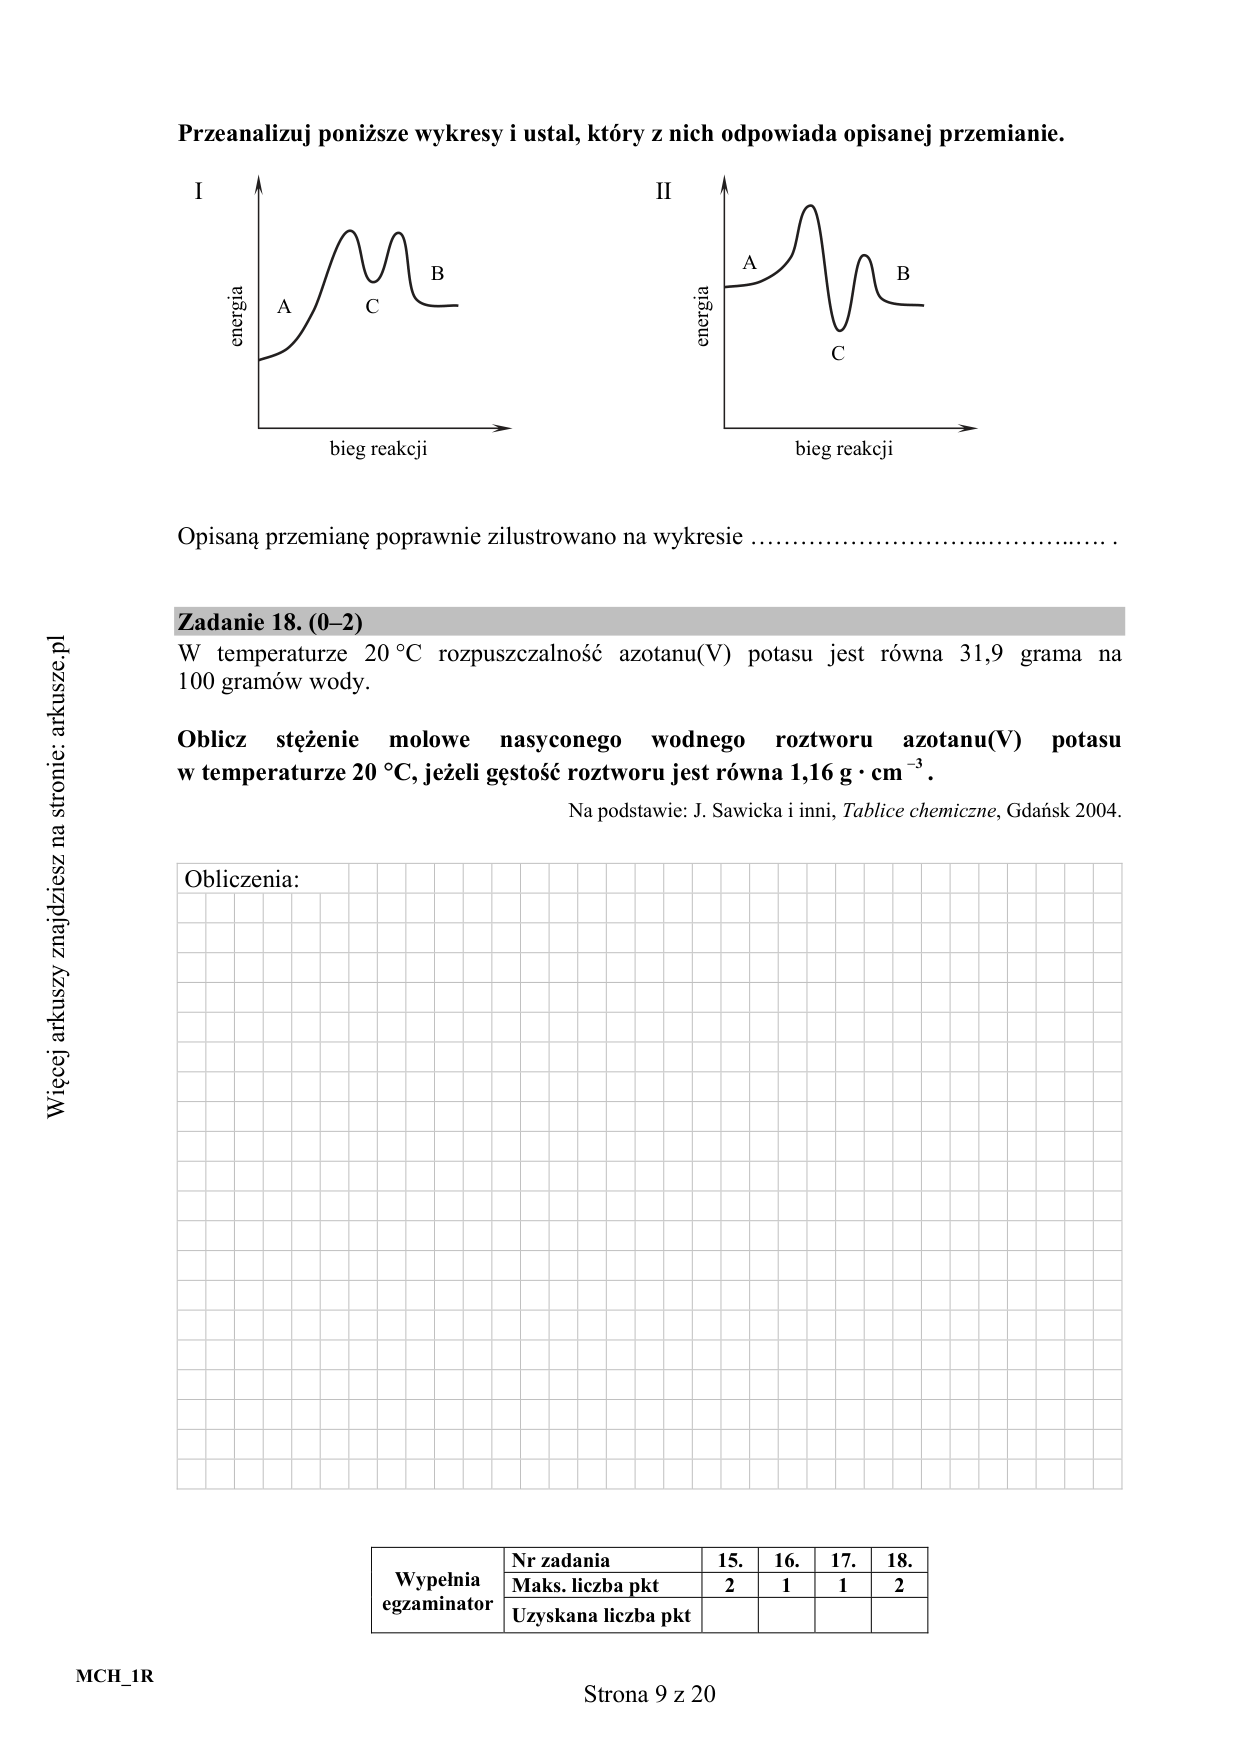 Przeanalizuj poniższe wykresy i ustal, który z nich odpowiada opisanej przemianie.
I
energia
A
C
B
bieg reakcji
II
energia
A
C
B
bieg reakcji
Opisaną przemianę poprawnie zilustrowano na wykresie ………………………..………..…. .
Zadanie 18. (0–2)
W temperaturze 20 °C rozpuszczalność azotanu(V) potasu jest równa 31,9 grama na
100 gramów wody.
Oblicz stężenie molowe nasyconego wodnego roztworu azotanu(V) potasu
w temperaturze 20 °C, jeżeli gęstość roztworu jest równa 1,16 g · cm⁻³.
Na podstawie: J. Sawicka i inni, Tablice chemiczne, Gdańsk 2004.
Obliczenia:
Wypełnia egzaminator
Nr zadania 15. 16. 17. 18.
Maks. liczba pkt 2 1 1 2
Uzyskana liczba pkt
MCH_1R
Strona 9 z 20
Więcej arkuszy znajdziesz na stronie: arkusze.pl